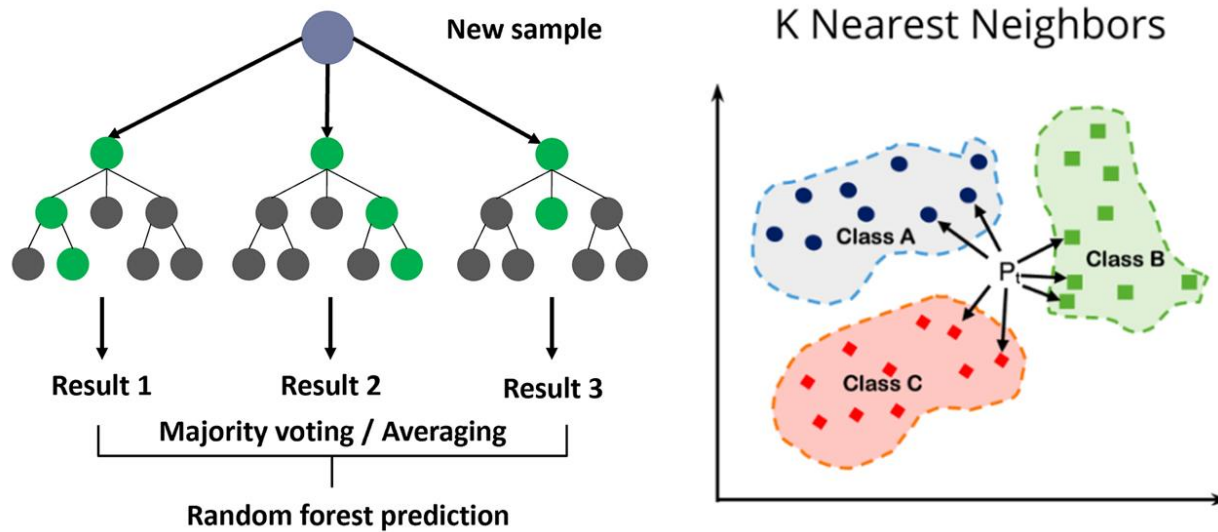 New sample
Result 1
Result 2
Result 3
Majority voting / Averaging
Random forest prediction
K Nearest Neighbors
Class A
Class B
Pt
Class C